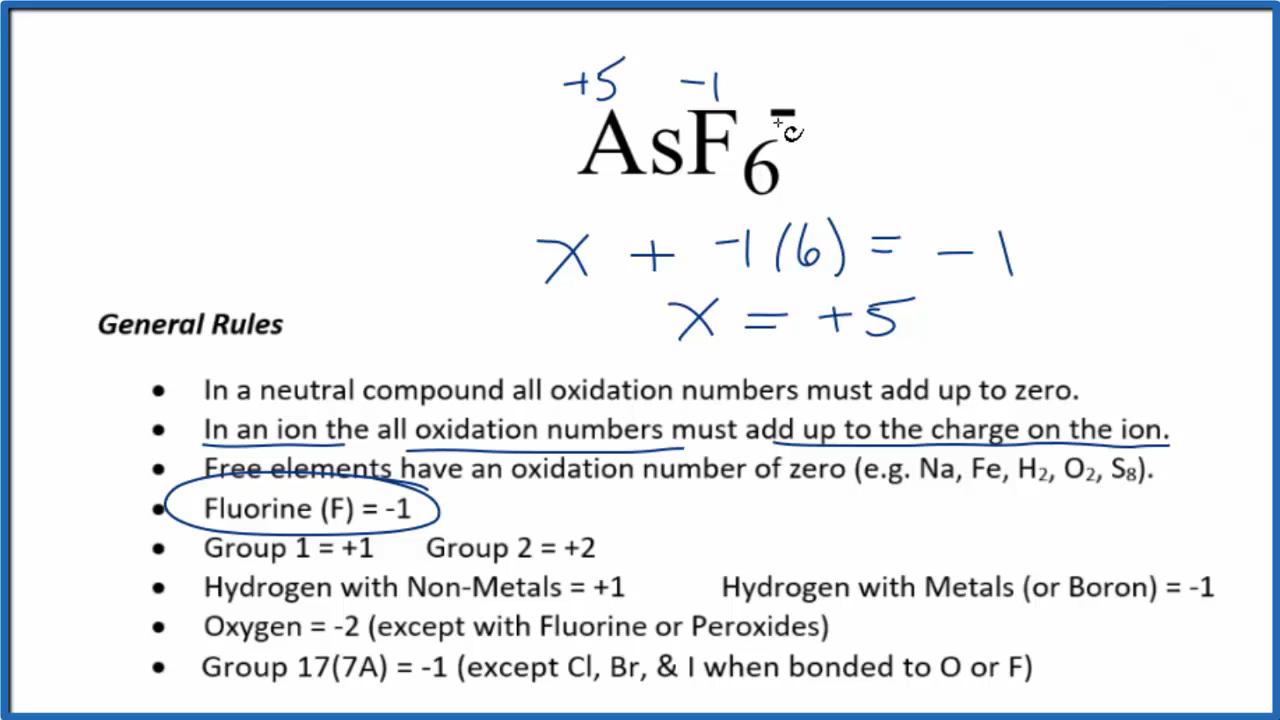 +5 -1
AsF₆⁻
x + -1(6) = -1
x = +5
General Rules
• In a neutral compound all oxidation numbers must add up to zero.
• In an ion the all oxidation numbers must add up to the charge on the ion.
• Free elements have an oxidation number of zero (e.g. Na, Fe, H₂, O₂, S₈).
• Fluorine (F) = -1
• Group 1 = +1 Group 2 = +2
• Hydrogen with Non-Metals = +1 Hydrogen with Metals (or Boron) = -1
• Oxygen = -2 (except with Fluorine or Peroxides)
• Group 17(7A) = -1 (except Cl, Br, & I when bonded to O or F)